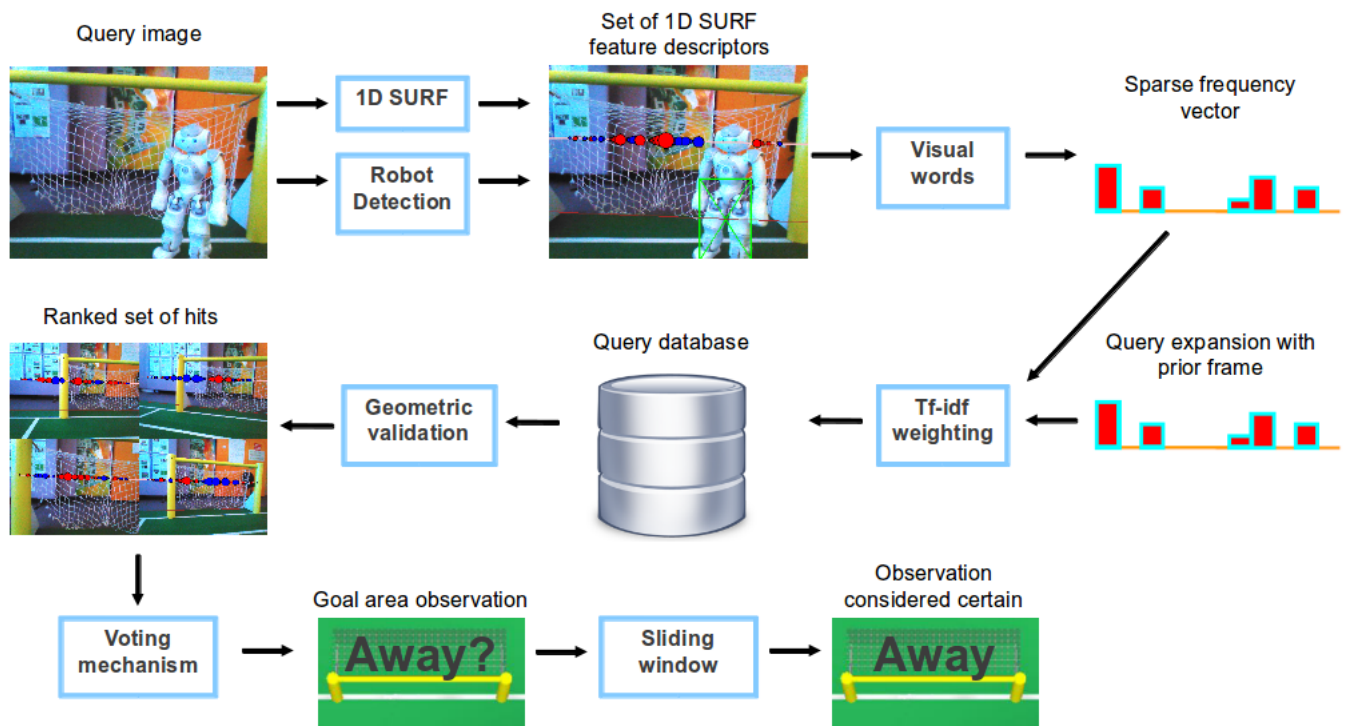 Query image
1D SURF
Robot
Detection
Set of 1D SURF
feature descriptors
Visual
words
Sparse frequency
vector
Query expansion with
prior frame
Tf-idf
weighting
Query database
Geometric
validation
Ranked set of hits
Voting
mechanism
Goal area observation
Away?
Sliding
window
Observation
considered certain
Away